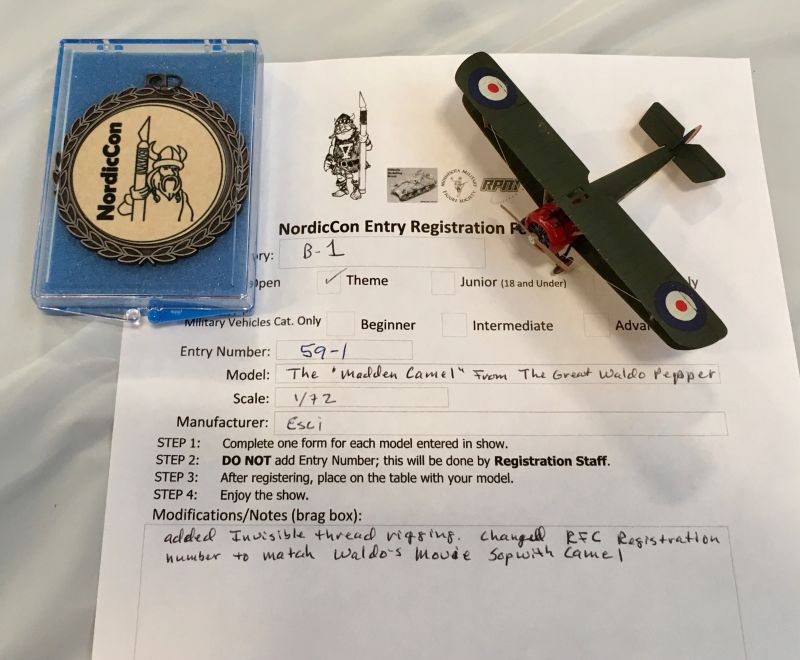 NordicCon
MINNESOTA MILITARY
FIGURE SOCIETY
RPM
NordicCon Entry Registration
B-1
Theme
Junior (18 and Under)
Military Vehicles Cat. Only
Beginner
Intermediate
Entry Number: 59-1
Model: The "Madden Camel" From The Great Waldo Pepper
Scale: 1/72
Manufacturer: Esci
STEP 1: Complete one form for each model entered in show.
STEP 2: DO NOT add Entry Number; this will be done by Registration Staff.
STEP 3: After registering, place on the table with your model.
STEP 4: Enjoy the show.
Modifications/Notes (brag box):
added Invisible thread rigging. Changed RFC Registration
number to match Waldo's Movie Sopwith Camel